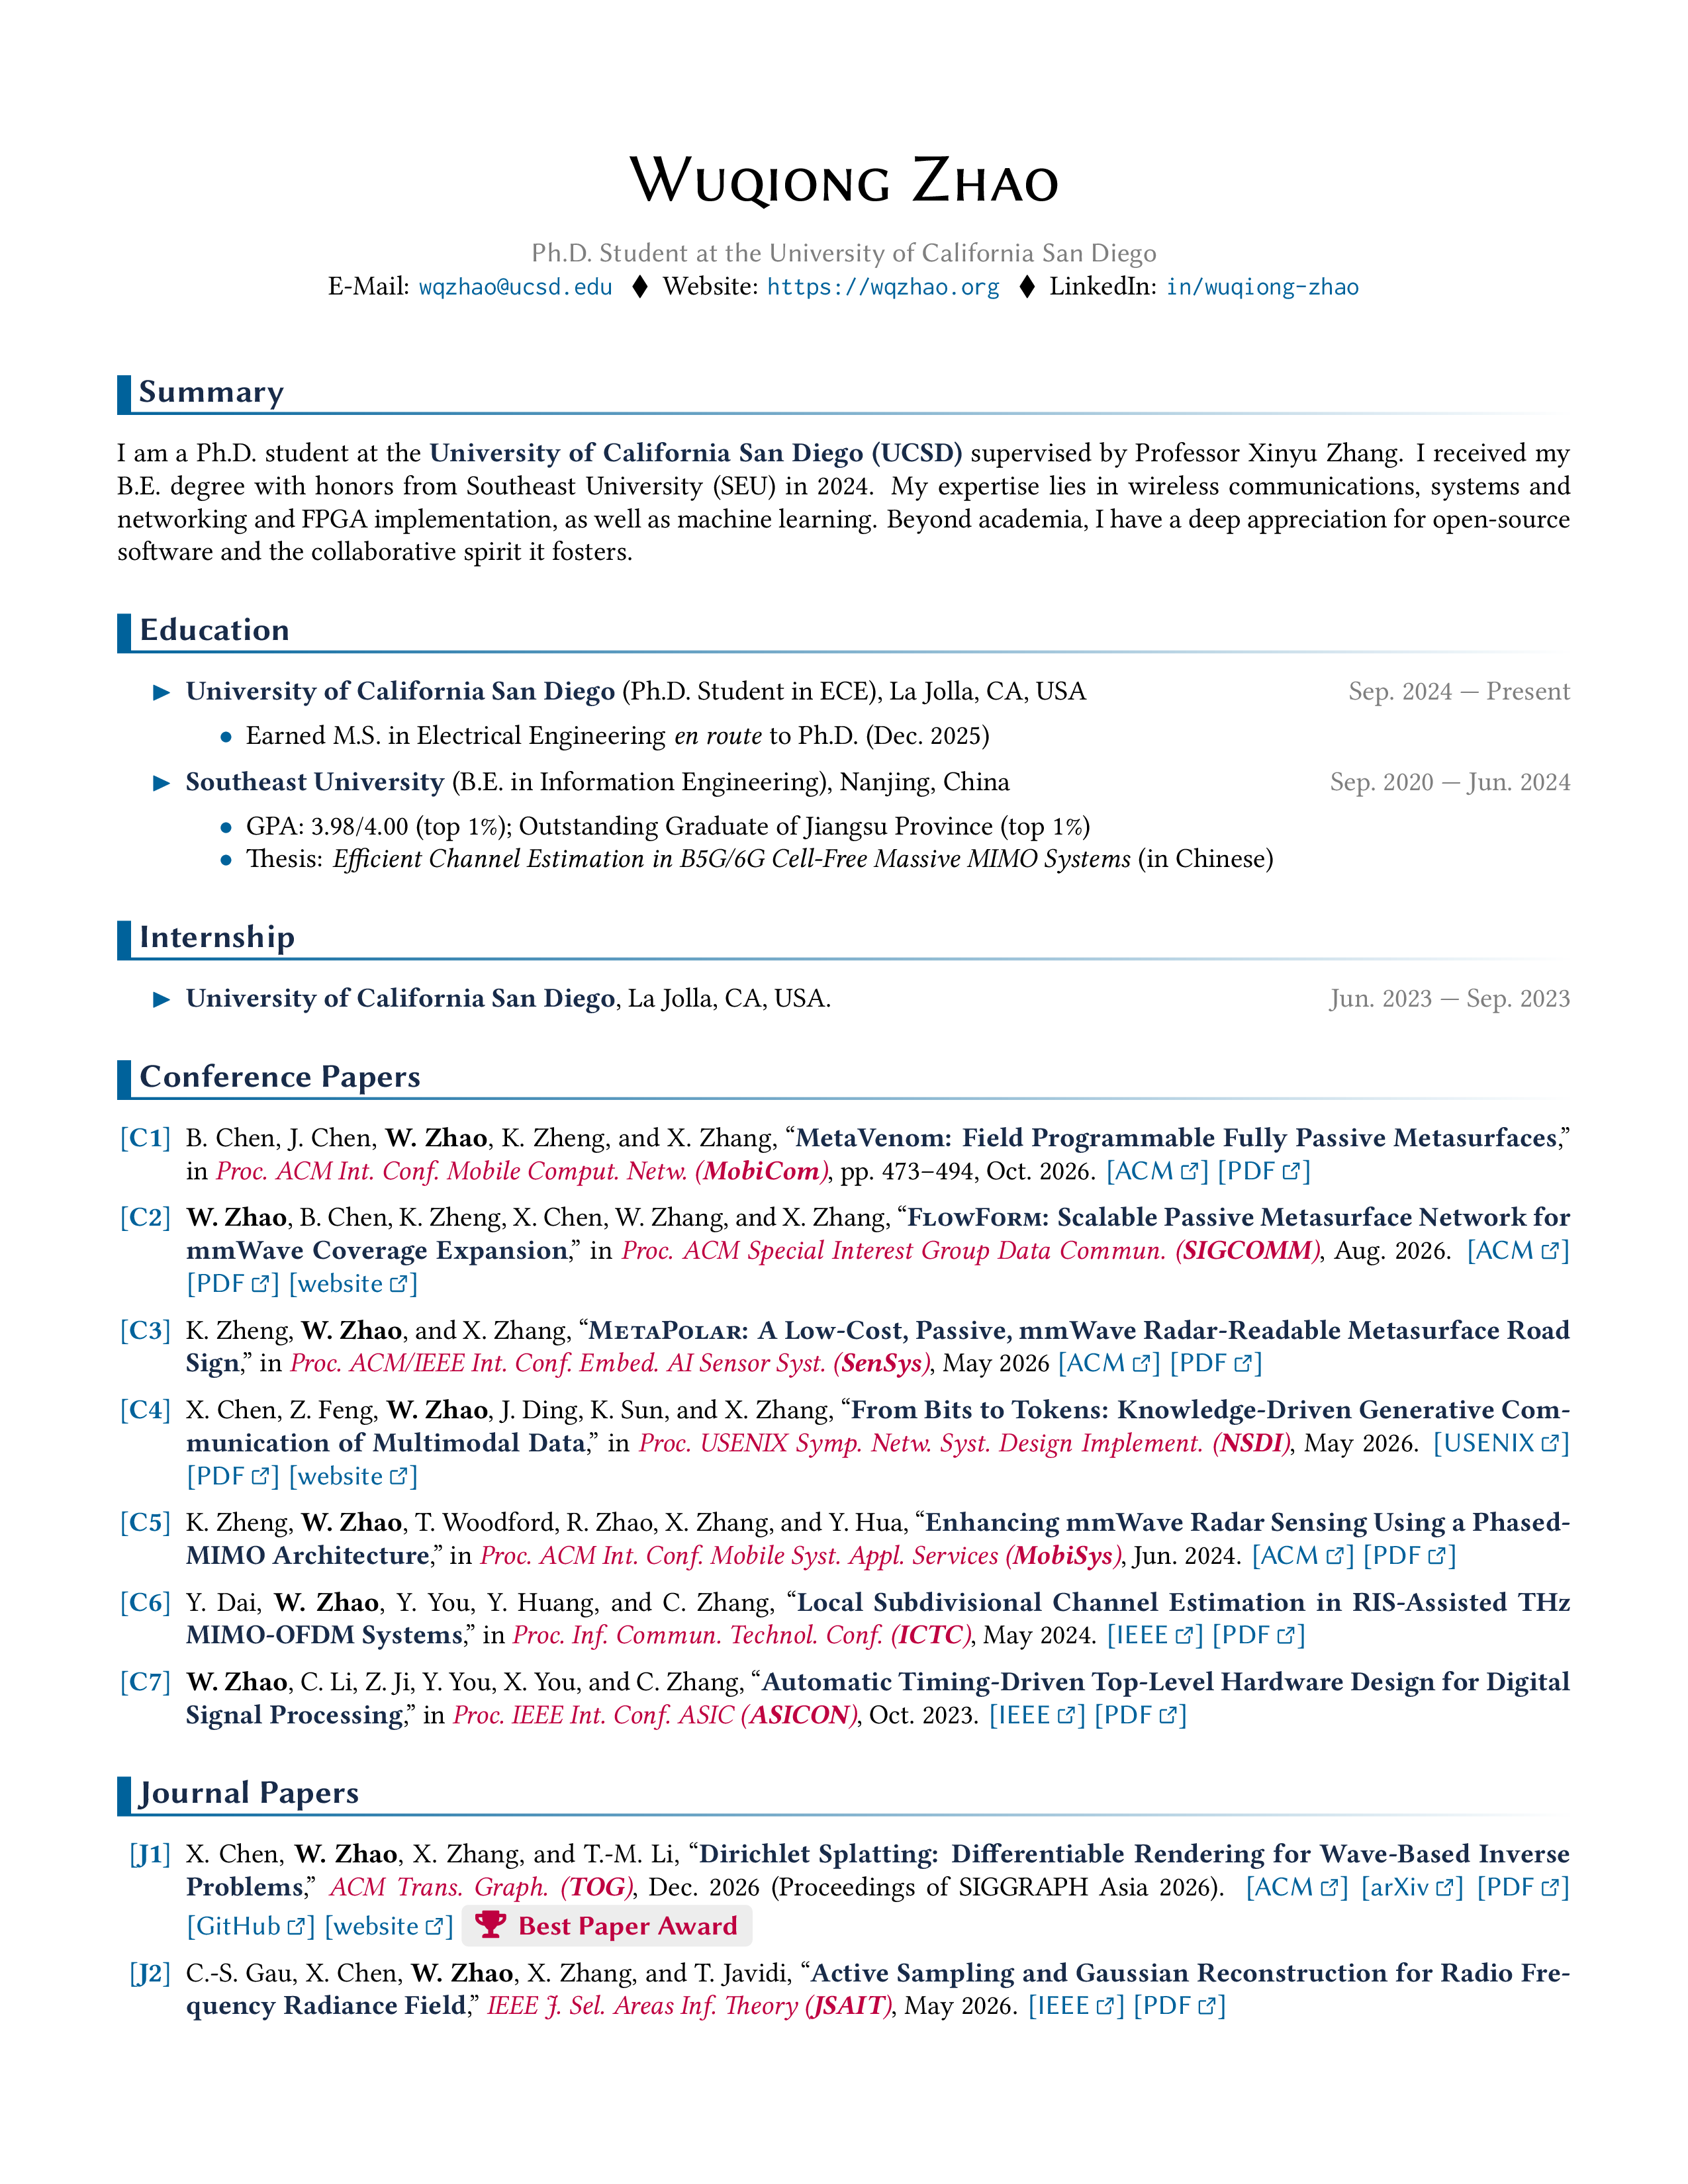 Wuqiong Zhao
Ph.D. Student at the University of California San Diego
E-Mail: wqzhao@ucsd.edu ♦ Website: https://wqzhao.org ♦ LinkedIn: in/wuqiong-zhao
Summary
I am a Ph.D. student at the University of California San Diego (UCSD) supervised by Professor Xinyu Zhang. I received my
B.E. degree with honors from Southeast University (SEU) in 2024. My expertise lies in wireless communications, systems and
networking and FPGA implementation, as well as machine learning. Beyond academia, I have a deep appreciation for open-source
software and the collaborative spirit it fosters.
Education
▶ University of California San Diego (Ph.D. Student in ECE), La Jolla, CA, USA Sep. 2024 — Present
• Earned M.S. in Electrical Engineering en route to Ph.D. (Dec. 2025)
▶ Southeast University (B.E. in Information Engineering), Nanjing, China Sep. 2020 — Jun. 2024
• GPA: 3.98/4.00 (top 1%); Outstanding Graduate of Jiangsu Province (top 1%)
• Thesis: Efficient Channel Estimation in B5G/6G Cell-Free Massive MIMO Systems (in Chinese)
Internship
▶ University of California San Diego, La Jolla, CA, USA. Jun. 2023 — Sep. 2023
Conference Papers
[C1] B. Chen, J. Chen, W. Zhao, K. Zheng, and X. Zhang, “MetaVenom: Field Programmable Fully Passive Metasurfaces,”
in Proc. ACM Int. Conf. Mobile Comput. Netw. (MobiCom), pp. 473–494, Oct. 2026. [ACM] [PDF]
[C2] W. Zhao, B. Chen, K. Zheng, X. Chen, W. Zhang, and X. Zhang, “FlowForm: Scalable Passive Metasurface Network for
mmWave Coverage Expansion,” in Proc. ACM Special Interest Group Data Commun. (SIGCOMM), Aug. 2026. [ACM]
[PDF] [website]
[C3] K. Zheng, W. Zhao, and X. Zhang, “MetaPolar: A Low-Cost, Passive, mmWave Radar-Readable Metasurface Road
Sign,” in Proc. ACM/IEEE Int. Conf. Embed. AI Sensor Syst. (SenSys), May 2026 [ACM] [PDF]
[C4] X. Chen, Z. Feng, W. Zhao, J. Ding, K. Sun, and X. Zhang, “From Bits to Tokens: Knowledge-Driven Generative Com-
munication of Multimodal Data,” in Proc. USENIX Symp. Netw. Syst. Design Implement. (NSDI), May 2026. [USENIX]
[PDF] [website]
[C5] K. Zheng, W. Zhao, T. Woodford, R. Zhao, X. Zhang, and Y. Hua, “Enhancing mmWave Radar Sensing Using a Phased-
MIMO Architecture,” in Proc. ACM Int. Conf. Mobile Syst. Appl. Services (MobiSys), Jun. 2024. [ACM] [PDF]
[C6] Y. Dai, W. Zhao, Y. You, Y. Huang, and C. Zhang, “Local Subdivisional Channel Estimation in RIS-Assisted THz
MIMO-OFDM Systems,” in Proc. Inf. Commun. Technol. Conf. (ICTC), May 2024. [IEEE] [PDF]
[C7] W. Zhao, C. Li, Z. Ji, Y. You, X. You, and C. Zhang, “Automatic Timing-Driven Top-Level Hardware Design for Digital
Signal Processing,” in Proc. IEEE Int. Conf. ASIC (ASICON), Oct. 2023. [IEEE] [PDF]
Journal Papers
[J1] X. Chen, W. Zhao, X. Zhang, and T.-M. Li, “Dirichlet Splatting: Differentiable Rendering for Wave-Based Inverse
Problems,” ACM Trans. Graph. (TOG), Dec. 2026 (Proceedings of SIGGRAPH Asia 2026). [ACM] [arXiv] [PDF]
[GitHub] [website] Best Paper Award
[J2] C.-S. Gau, X. Chen, W. Zhao, X. Zhang, and T. Javidi, “Active Sampling and Gaussian Reconstruction for Radio Fre-
quency Radiance Field,” IEEE J. Sel. Areas Inf. Theory (JSAIT), May 2026. [IEEE] [PDF]